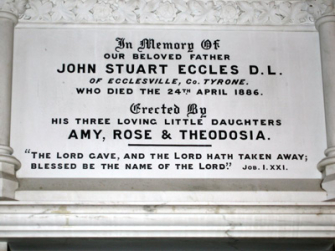 In Memory Of
OUR BELOVED FATHER
JOHN STUART ECCLES D.L.
OF ECCLESVILLE, Co. TYRONE.
WHO DIED THE 24TH APRIL 1886.
Erected By
HIS THREE LOVING LITTLE DAUGHTERS
AMY, ROSE & THEODOSIA.
"THE LORD GAVE, AND THE LORD HATH TAKEN AWAY;
BLESSED BE THE NAME OF THE LORD." JOB. I. XXI.